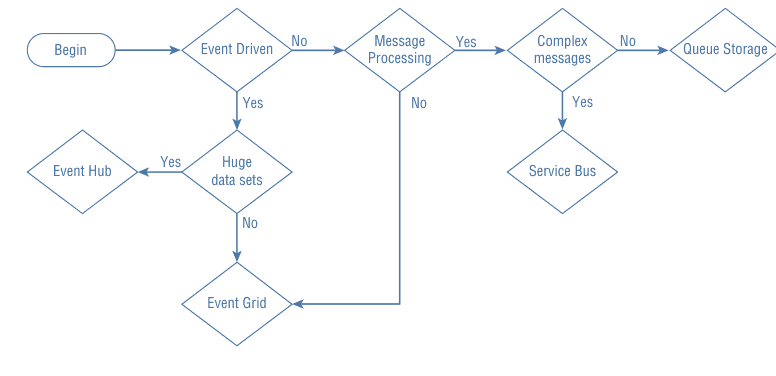 Begin
Event Driven
No
Message
Processing
Yes
Complex
messages
No
Queue Storage
Yes
No
Yes
Event Hub
Yes
Huge
data sets
Service Bus
No
Event Grid